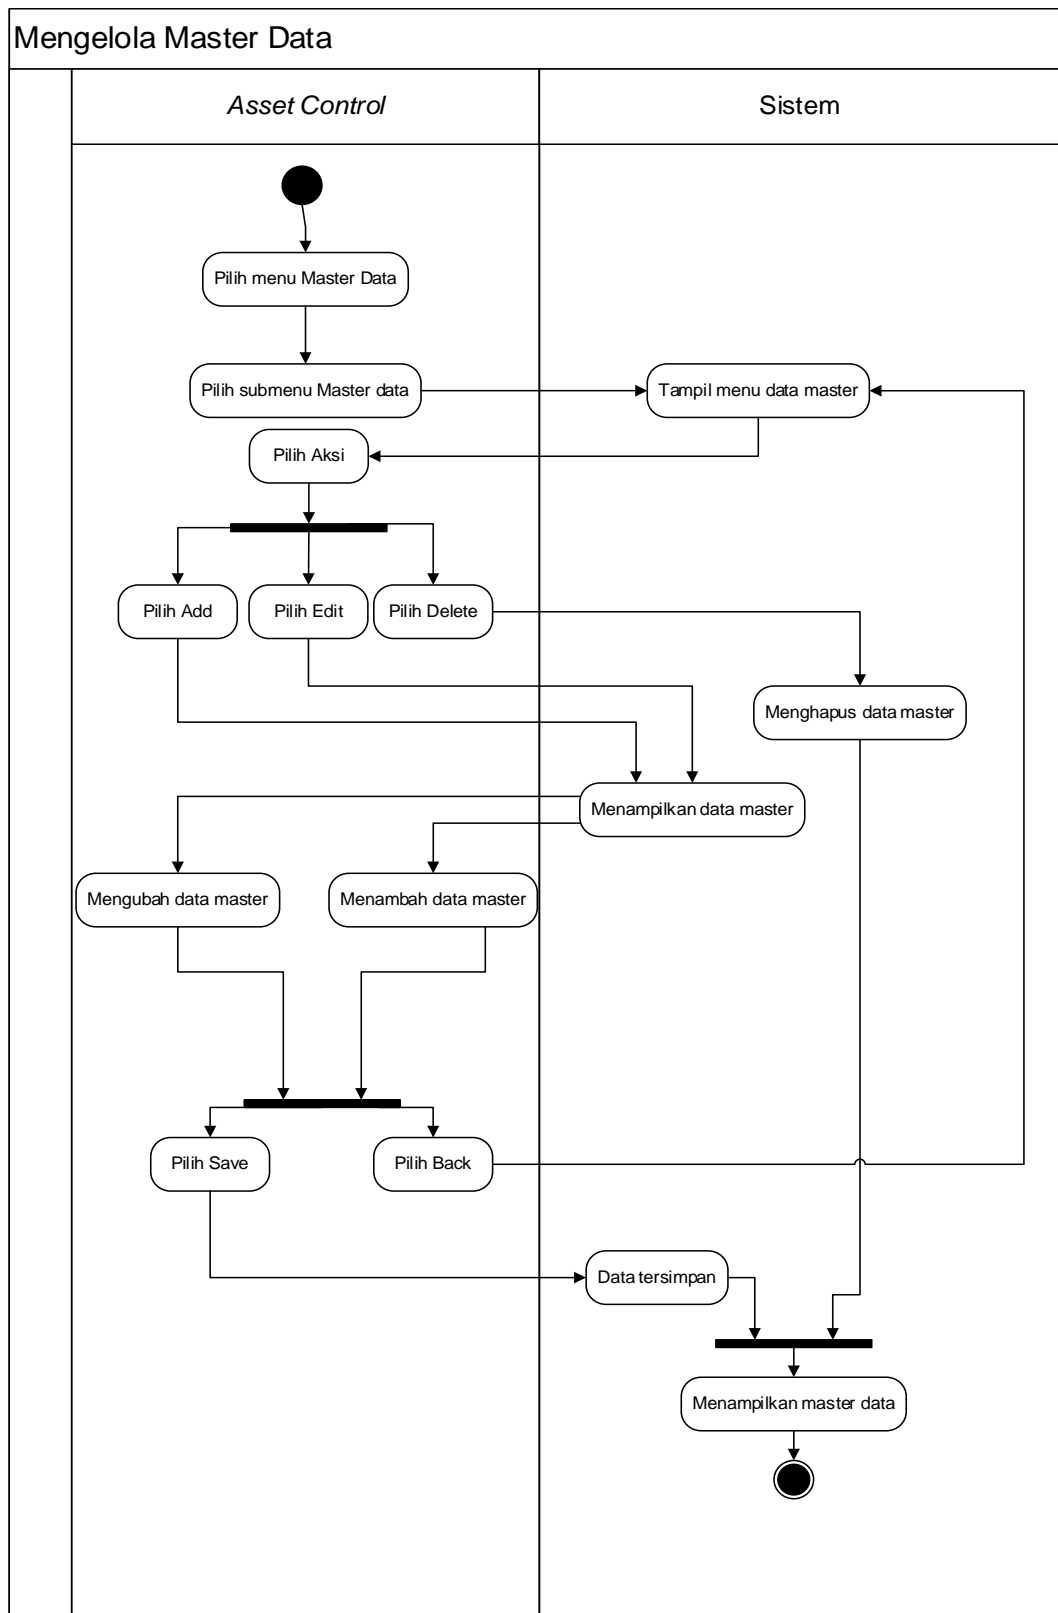 Mengelola Master Data
Asset Control
Sistem
Pilih menu Master Data
Pilih submenu Master data
Tampil menu data master
Pilih Aksi
Pilih Add
Pilih Edit
Pilih Delete
Menghapus data master
Menampilkan data master
Mengubah data master
Menambah data master
Pilih Save
Pilih Back
Data tersimpan
Menampilkan master data